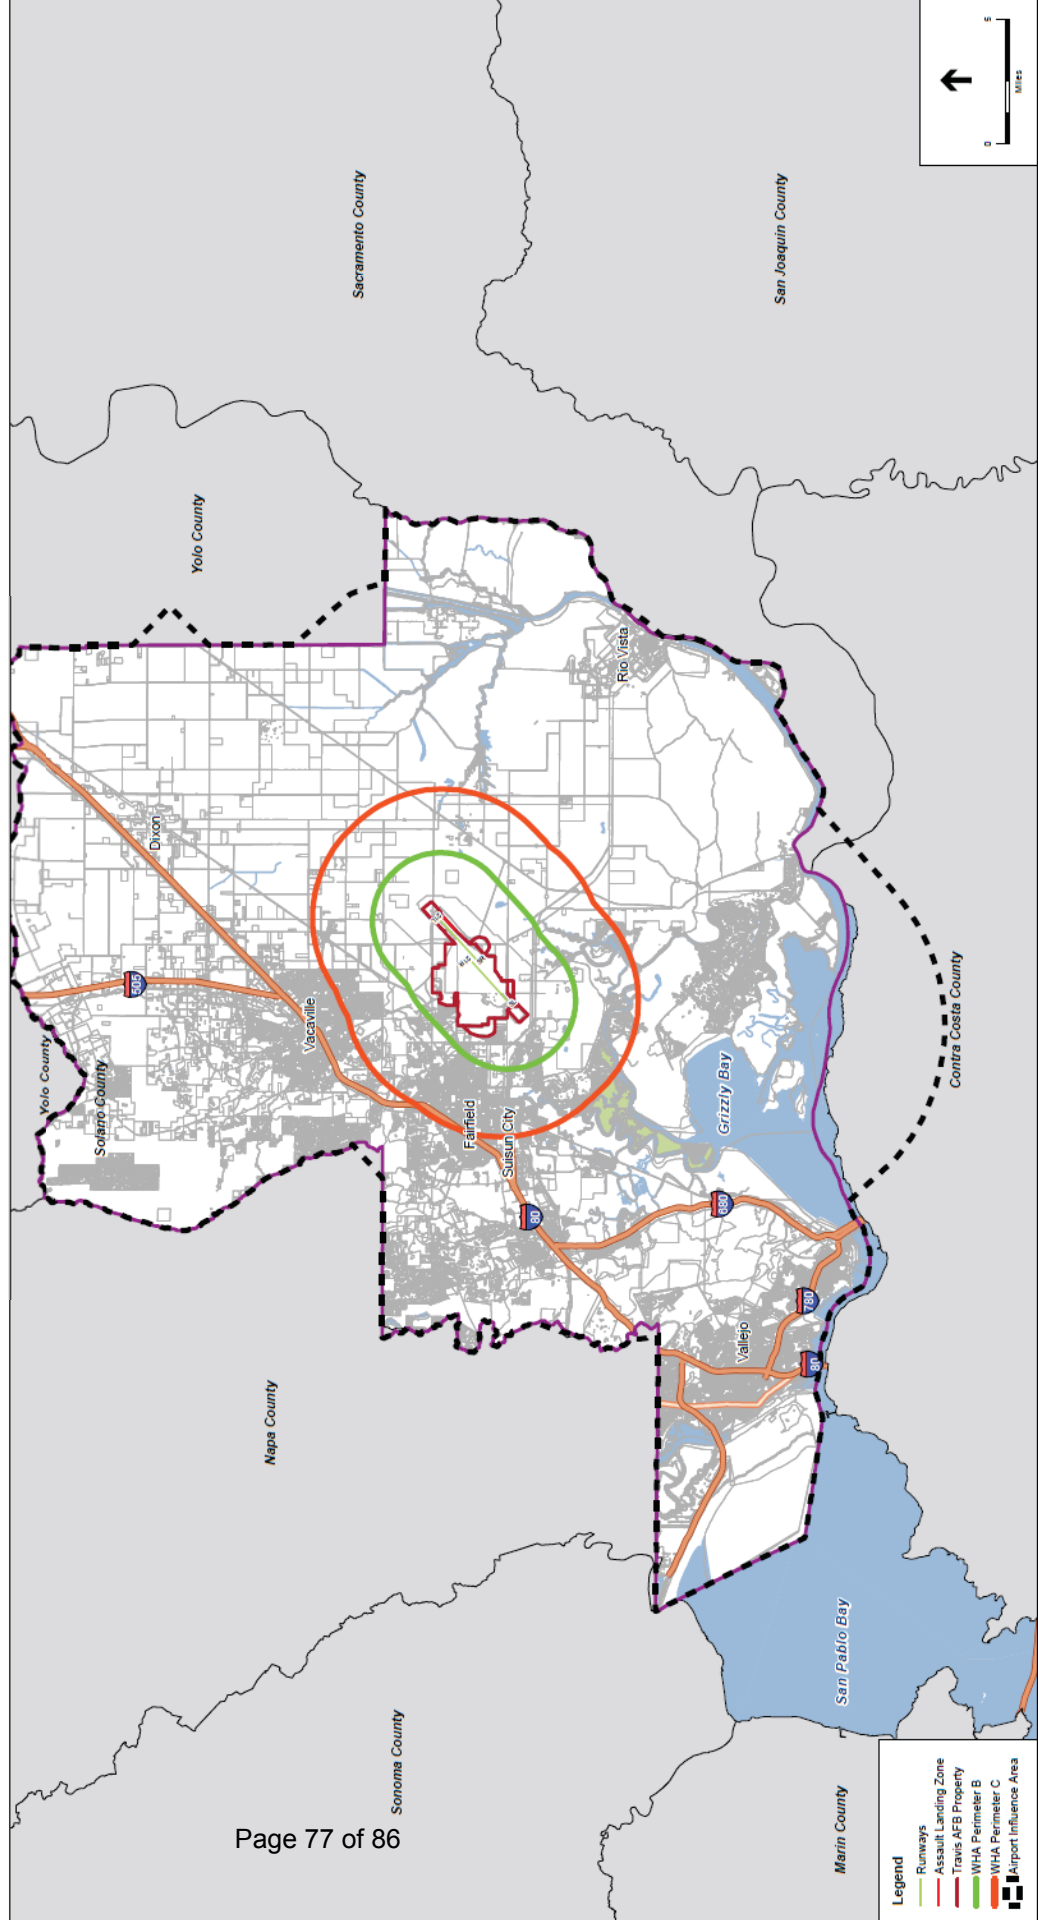 Yolo County
Sacramento County
San Joaquin County
Yolo County
Solano County
505
Dixon
Vacaville
Rio Vista
Fairfield
Suisun City
80
Grizzly Bay
680
Contra Costa County
Napa County
Vallejo
780
80
San Pablo Bay
Sonoma County
Marin County
Legend
Runways
Assault Landing Zone
Travis AFB Property
WHA Perimeter B
WHA Perimeter C
Airport Influence Area
0 5
Miles
Page 77 of 86